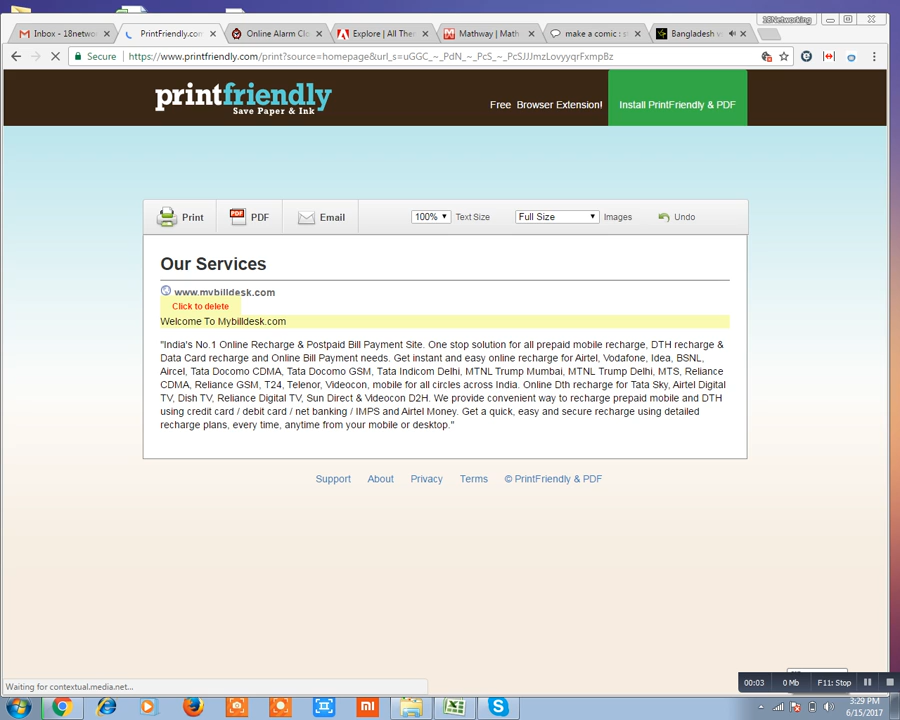 18Networking
Inbox - 18netwo
PrintFriendly.com
Online Alarm Clo
Explore | All The
Mathway | Math
make a comic : s
Bangladesh v
Secure https://www.printfriendly.com/print?source=homepage&url_s=uGGC_~_PdN_~_PcS_~_PcSJJJmzLovyyqrFxmpBz
printfriendly
Save Paper & Ink
Free Browser Extension!
Install PrintFriendly & PDF
Print
PDF
PDF
Email
100%
Text Size
Full Size
Images
Undo
Our Services
www.mybilldesk.com
Click to delete
Welcome To Mybilldesk.com
"India's No.1 Online Recharge & Postpaid Bill Payment Site. One stop solution for all prepaid mobile recharge, DTH recharge &
Data Card recharge and Online Bill Payment needs. Get instant and easy online recharge for Airtel, Vodafone, Idea, BSNL,
Aircel, Tata Docomo CDMA, Tata Docomo GSM, Tata Indicom Delhi, MTNL Trump Mumbai, MTNL Trump Delhi, MTS, Reliance
CDMA, Reliance GSM, T24, Telenor, Videocon, mobile for all circles across India. Online Dth recharge for Tata Sky, Airtel Digital
TV, Dish TV, Reliance Digital TV, Sun Direct & Videocon D2H. We provide convenient way to recharge prepaid mobile and DTH
using credit card / debit card / net banking / IMPS and Airtel Money. Get a quick, easy and secure recharge using detailed
recharge plans, every time, anytime from your mobile or desktop."
Support
About
Privacy
Terms
© PrintFriendly & PDF
Waiting for contextual.media.net...
00:03
0 Mb
F11: Stop
3:29 PM
6/15/2017